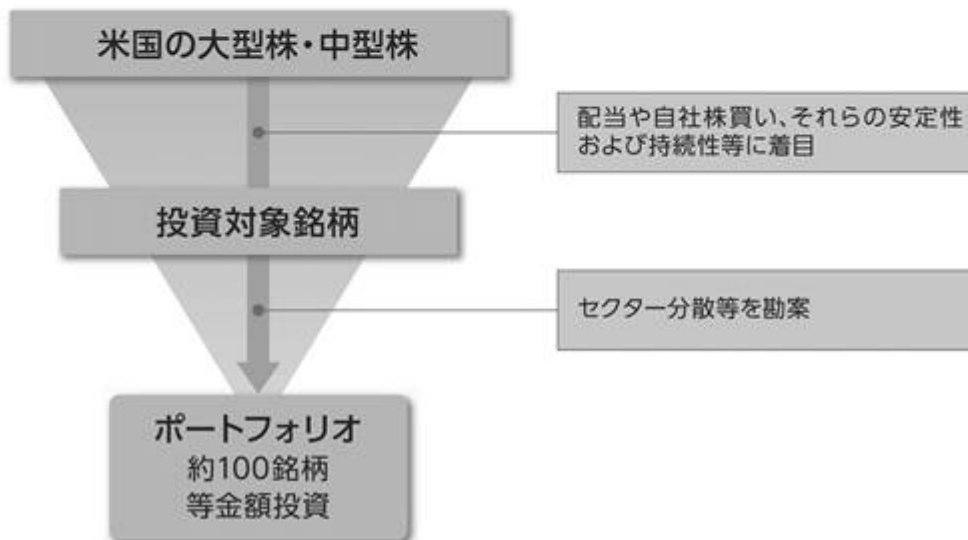 米国の大型株・中型株
配当や自社株買い、それらの安定性
および持続性等に着目
投資対象銘柄
セクター分散等を勘案
ポートフォリオ
約100銘柄
等金額投資